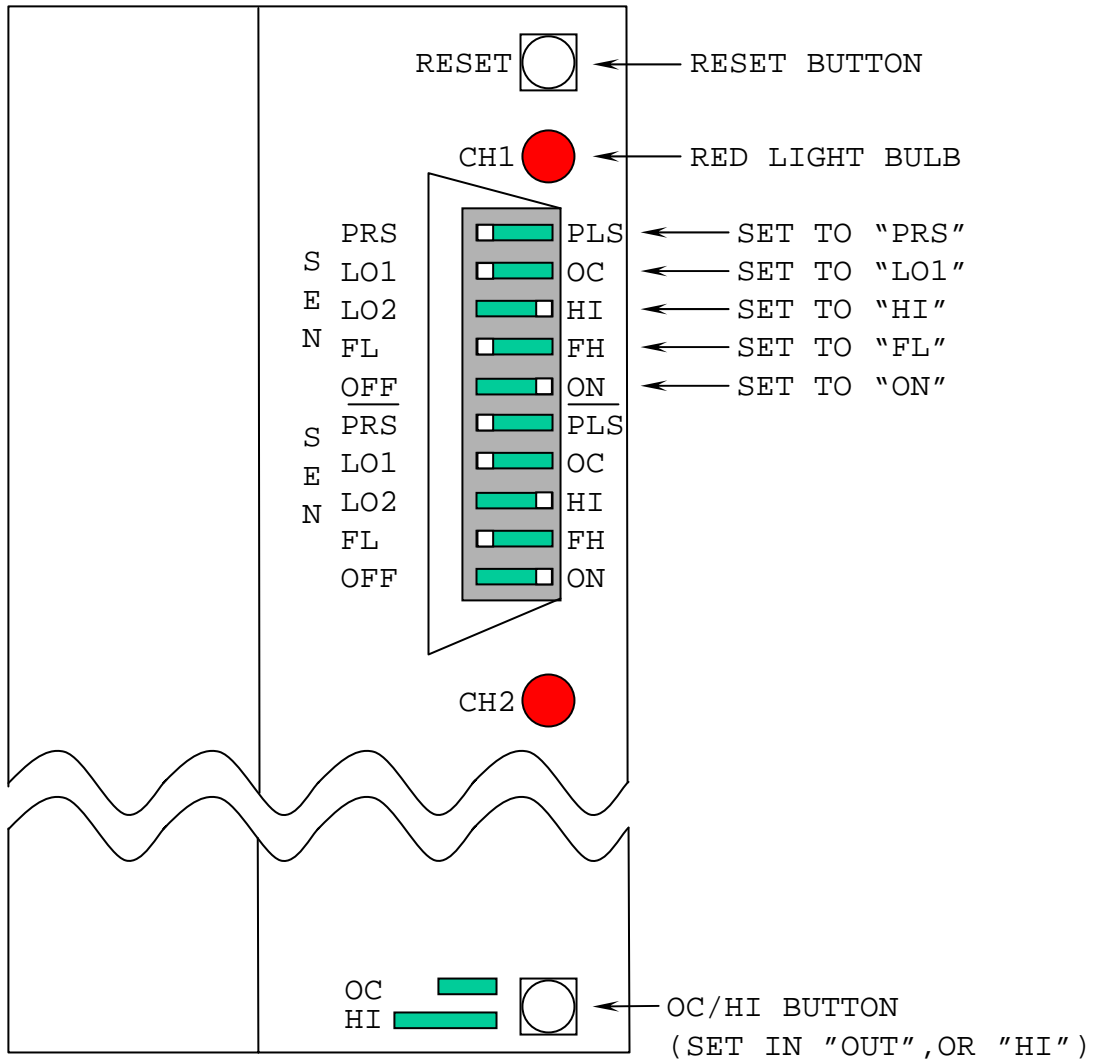 RESET RESET BUTTON
CH1 RED LIGHT BULB
PRS PLS SET TO “PRS”
S
E
N
LO1 OC SET TO “LO1”
LO2 HI SET TO “HI”
FL FH SET TO “FL”
OFF ON SET TO “ON”
PRS PLS
S
E
N
LO1 OC
LO2 HI
FL FH
OFF ON
CH2
OC
HI
OC/HI BUTTON
(SET IN ”OUT”,OR ”HI”)